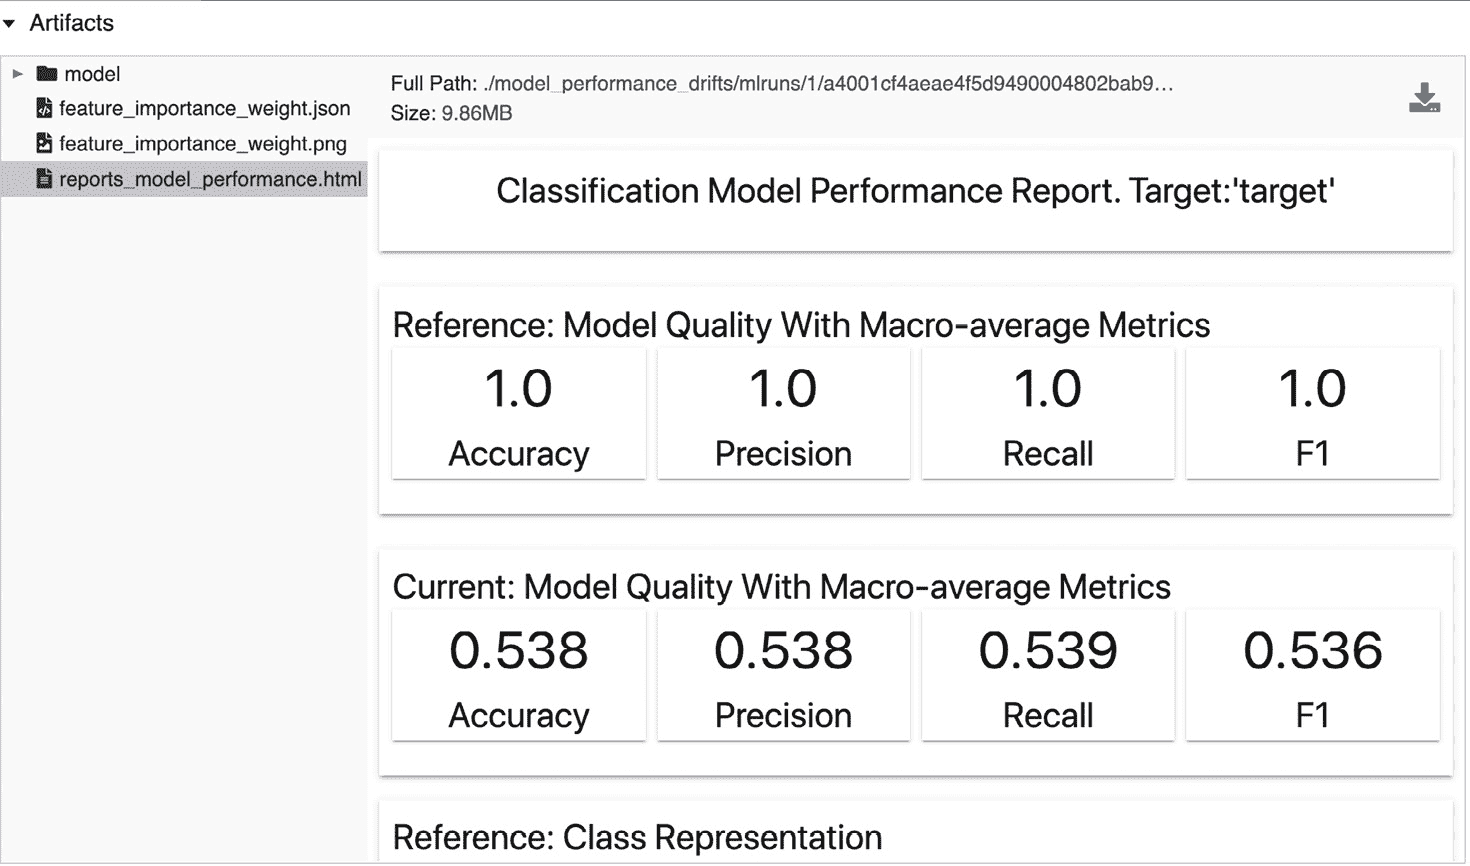 Artifacts
model
feature_importance_weight.json
feature_importance_weight.png
reports_model_performance.html
Full Path: ./model_performance_drifts/mlruns/1/a4001cf4aeae4f5d9490004802bab9...
Size: 9.86MB
Classification Model Performance Report. Target:'target'
Reference: Model Quality With Macro-average Metrics
1.0 1.0 1.0 1.0
Accuracy Precision Recall F1
Current: Model Quality With Macro-average Metrics
0.538 0.538 0.539 0.536
Accuracy Precision Recall F1
Reference: Class Representation